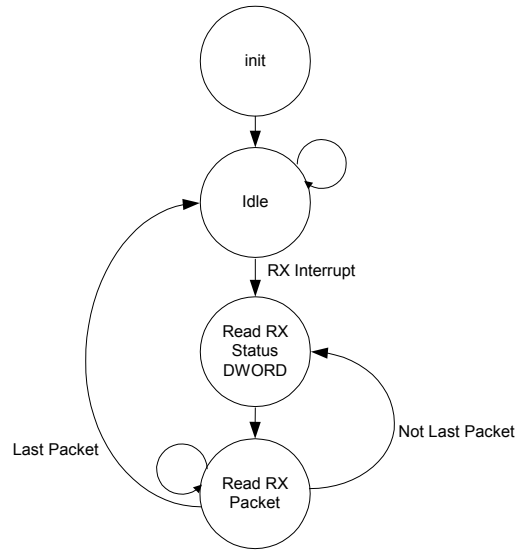 init
Idle
RX Interrupt
Read RX
Status
DWORD
Not Last Packet
Last Packet
Read RX
Packet